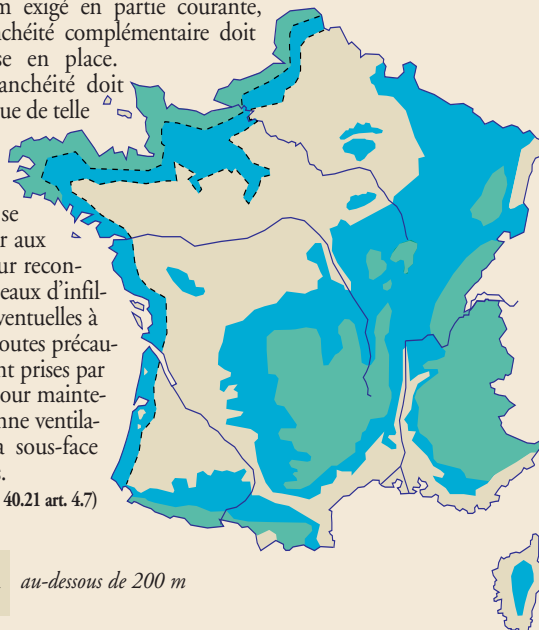 m exigé en partie courante,
nchéité complémentaire doit
se en place.
anchéité doit
ue de telle
se
r aux
ur recon-
eaux d'infil-
ventuelles à
outes précau-
nt prises par
our mainte-
nne ventila-
a sous-face
40.21 art. 4.7)
au-dessous de 200 m